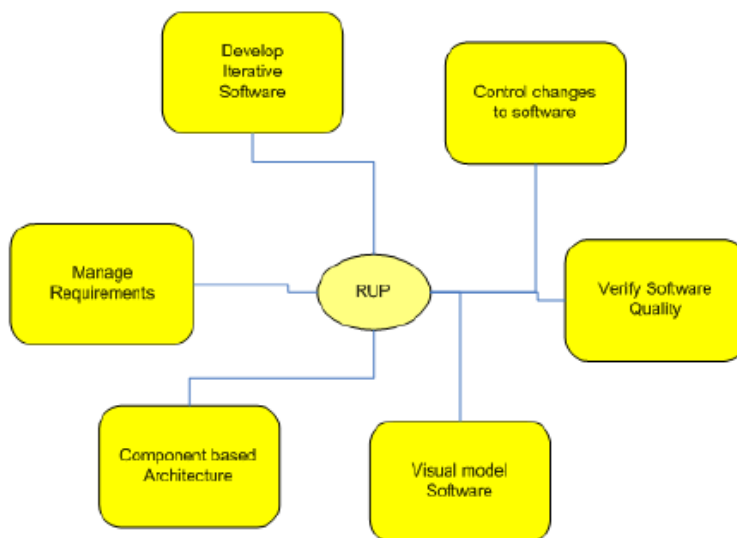 Develop
Iterative
Software
Control changes
to software
Manage
Requirements
RUP
Verify Software
Quality
Component based
Architecture
Visual model
Software